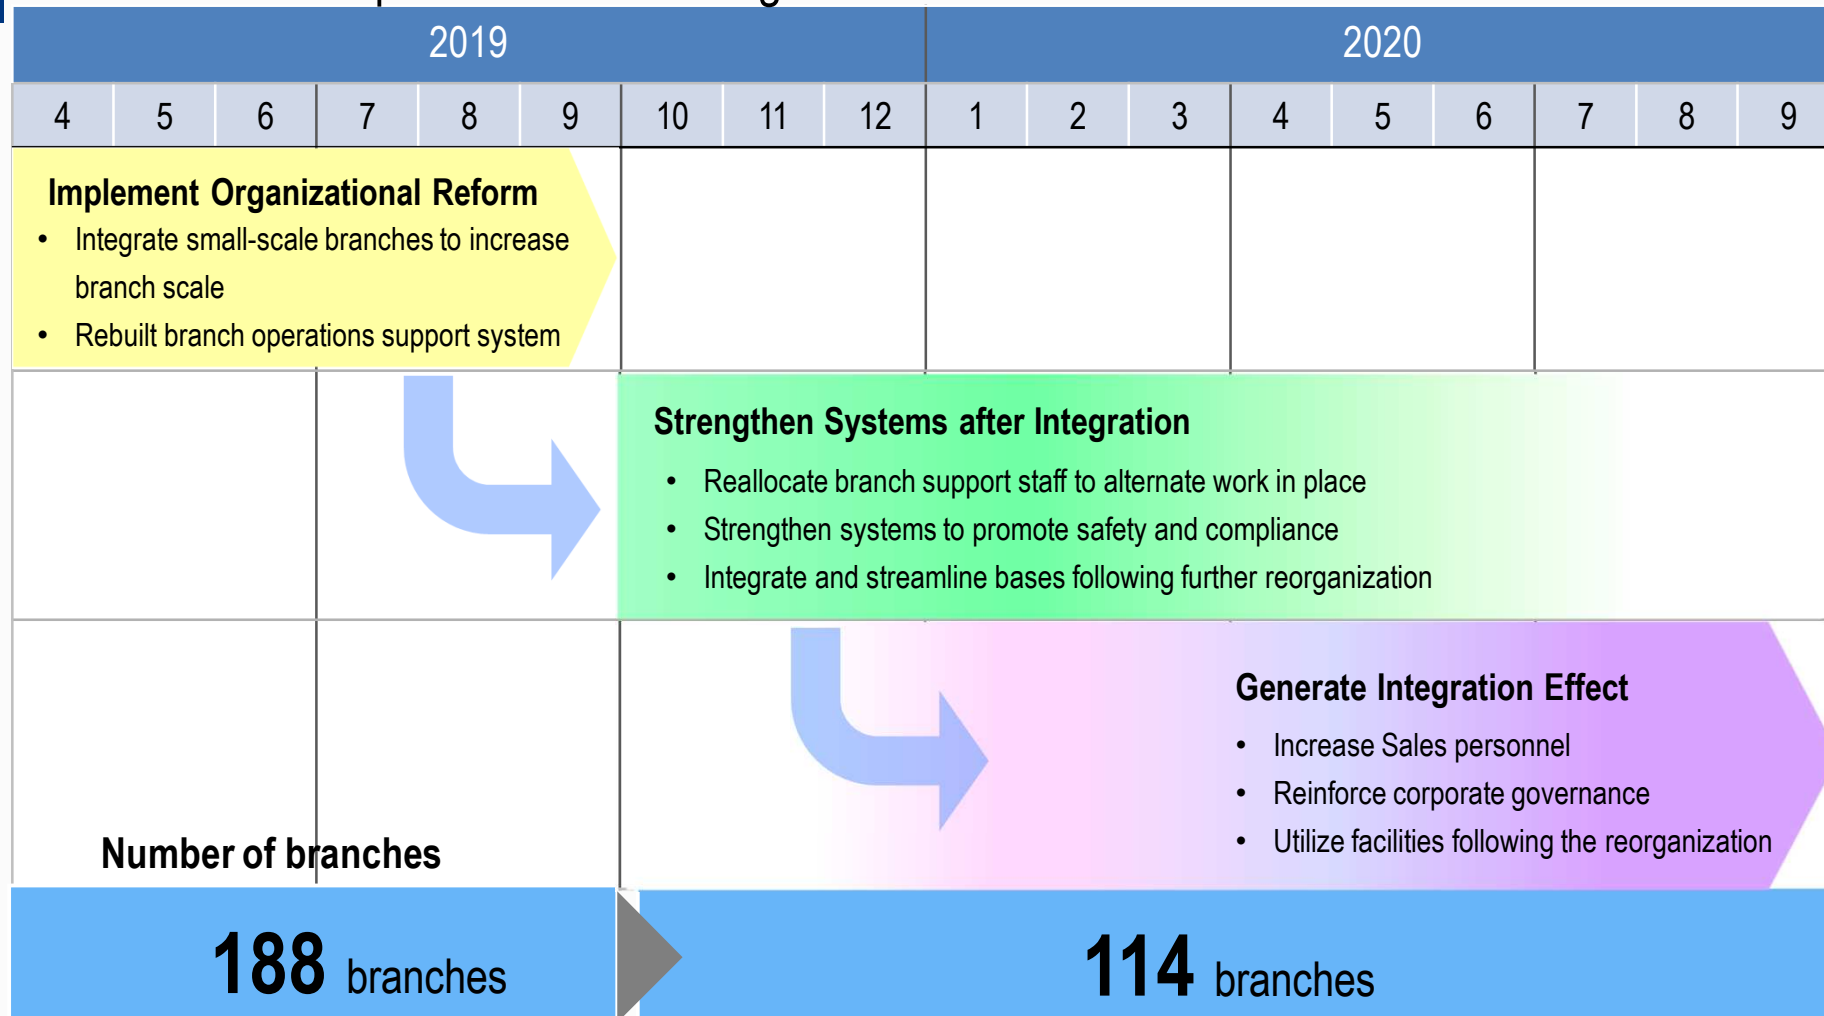 2019 2020
4 5 6 7 8 9 10 11 12 1 2 3 4 5 6 7 8 9
Implement Organizational Reform
• Integrate small-scale branches to increase
branch scale
• Rebuilt branch operations support system
Strengthen Systems after Integration
• Reallocate branch support staff to alternate work in place
• Strengthen systems to promote safety and compliance
• Integrate and streamline bases following further reorganization
Generate Integration Effect
• Increase Sales personnel
• Reinforce corporate governance
• Utilize facilities following the reorganization
Number of branches
188 branches
114 branches